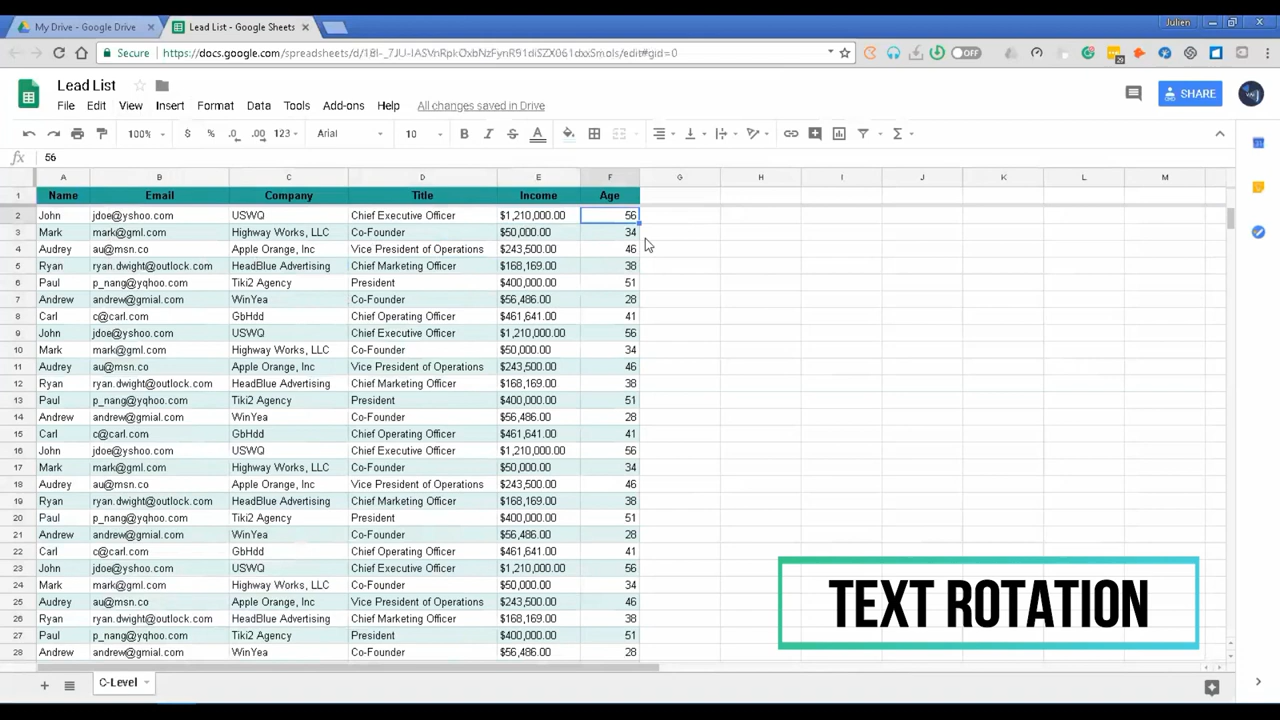 My Drive - Google Drive
Lead List - Google Sheets
Julien
Secure
Lead List
File Edit View Insert Format Data Tools Add-ons Help All changes saved in Drive
SHARE
100% $ % .0 .00 123 Arial 10
fx 56
A B C D E F G H I J K L M
1 Name Email Company Title Income Age
2 John jdoe@yshoo.com USWQ Chief Executive Officer $1,210,000.00 56
3 Mark mark@gml.com Highway Works, LLC Co-Founder $50,000.00 34
4 Audrey au@msn.co Apple Orange, Inc Vice President of Operations $243,500.00 46
5 Ryan ryan.dwight@outlock.com HeadBlue Advertising Chief Marketing Officer $168,169.00 38
6 Paul p_nang@yqhoo.com Tiki2 Agency President $400,000.00 51
7 Andrew andrew@gmial.com WinYea Co-Founder $56,486.00 28
8 Carl c@carl.com GbHdd Chief Operating Officer $461,641.00 41
9 John jdoe@yshoo.com USWQ Chief Executive Officer $1,210,000.00 56
10 Mark mark@gml.com Highway Works, LLC Co-Founder $50,000.00 34
11 Audrey au@msn.co Apple Orange, Inc Vice President of Operations $243,500.00 46
12 Ryan ryan.dwight@outlock.com HeadBlue Advertising Chief Marketing Officer $168,169.00 38
13 Paul p_nang@yqhoo.com Tiki2 Agency President $400,000.00 51
14 Andrew andrew@gmial.com WinYea Co-Founder $56,486.00 28
15 Carl c@carl.com GbHdd Chief Operating Officer $461,641.00 41
16 John jdoe@yshoo.com USWQ Chief Executive Officer $1,210,000.00 56
17 Mark mark@gml.com Highway Works, LLC Co-Founder $50,000.00 34
18 Audrey au@msn.co Apple Orange, Inc Vice President of Operations $243,500.00 46
19 Ryan ryan.dwight@outlock.com HeadBlue Advertising Chief Marketing Officer $168,169.00 38
20 Paul p_nang@yqhoo.com Tiki2 Agency President $400,000.00 51
21 Andrew andrew@gmial.com WinYea Co-Founder $56,486.00 28
22 Carl c@carl.com GbHdd Chief Operating Officer $461,641.00 41
23 John jdoe@yshoo.com USWQ Chief Executive Officer $1,210,000.00 56
24 Mark mark@gml.com Highway Works, LLC Co-Founder $50,000.00 34
25 Audrey au@msn.co Apple Orange, Inc Vice President of Operations $243,500.00 46
26 Ryan ryan.dwight@outlock.com HeadBlue Advertising Chief Marketing Officer $168,169.00 38
27 Paul p_nang@yqhoo.com Tiki2 Agency President $400,000.00 51
28 Andrew andrew@gmial.com WinYea Co-Founder $56,486.00 28
TEXT ROTATION
C-Level